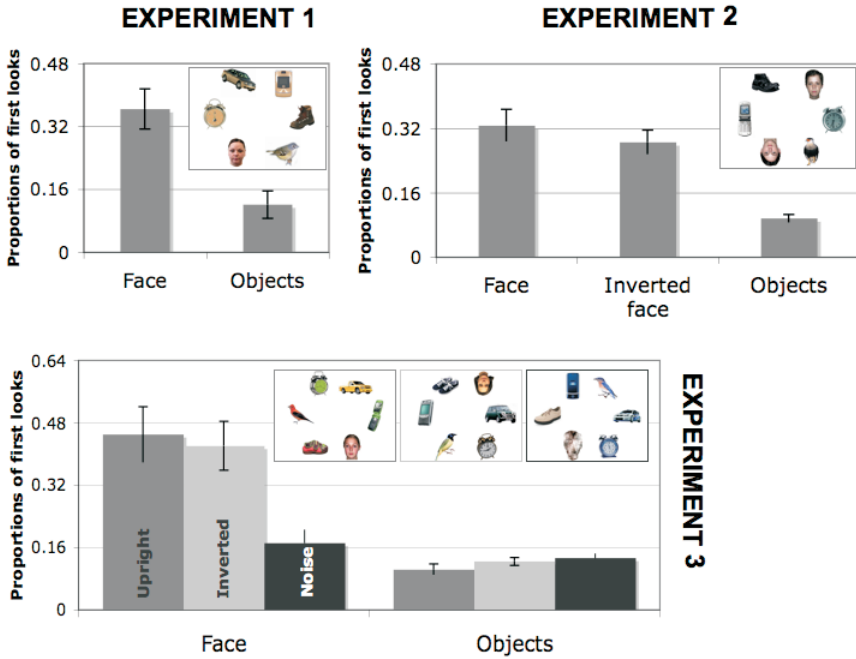 EXPERIMENT 1
Proportions of first looks
0.48
0.32
0.16
0
Face
Objects
EXPERIMENT 2
Proportions of first looks
0.48
0.32
0.16
0
Face
Inverted
face
Objects
Proportions of first looks
0.64
0.48
0.32
0.16
0
Upright
Inverted
Noise
Face
Objects
EXPERIMENT 3